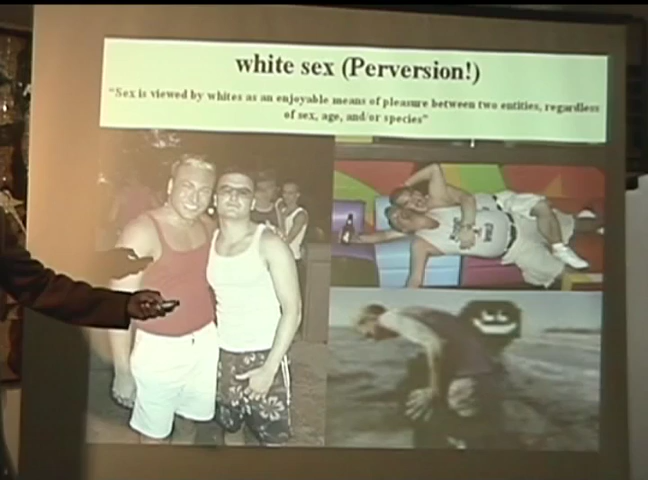 white sex (Perversion!)
"Sex is viewed by whites as an enjoyable means of pleasure between two entities, regardless
of sex, age, and/or species"